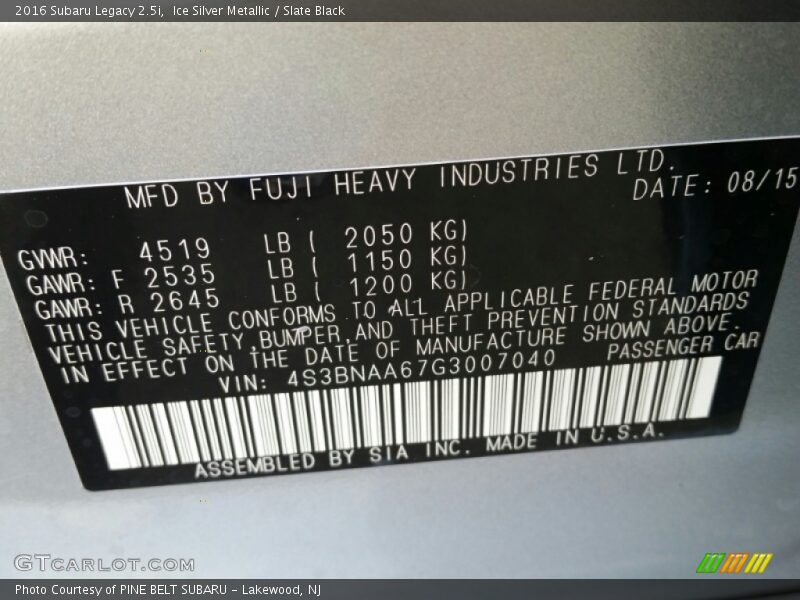 2016 Subaru Legacy 2.5i,  Ice Silver Metallic / Slate Black
MFD BY FUJI HEAVY INDUSTRIES LTD.
DATE: 08/15
GVWR: 4519 LB ( 2050 KG)
GAWR: F 2535 LB ( 1150 KG)
GAWR: R 2645 LB ( 1200 KG)
THIS VEHICLE CONFORMS TO ALL APPLICABLE FEDERAL MOTOR
VEHICLE SAFETY,BUMPER,AND THEFT PREVENTION STANDARDS
IN EFFECT ON THE DATE OF MANUFACTURE SHOWN ABOVE.
VIN: 4S3BNAA67G3007040 PASSENGER CAR
ASSEMBLED BY SIA INC. MADE IN U.S.A.
GTCARLOT.COM
Photo Courtesy of PINE BELT SUBARU - Lakewood, NJ